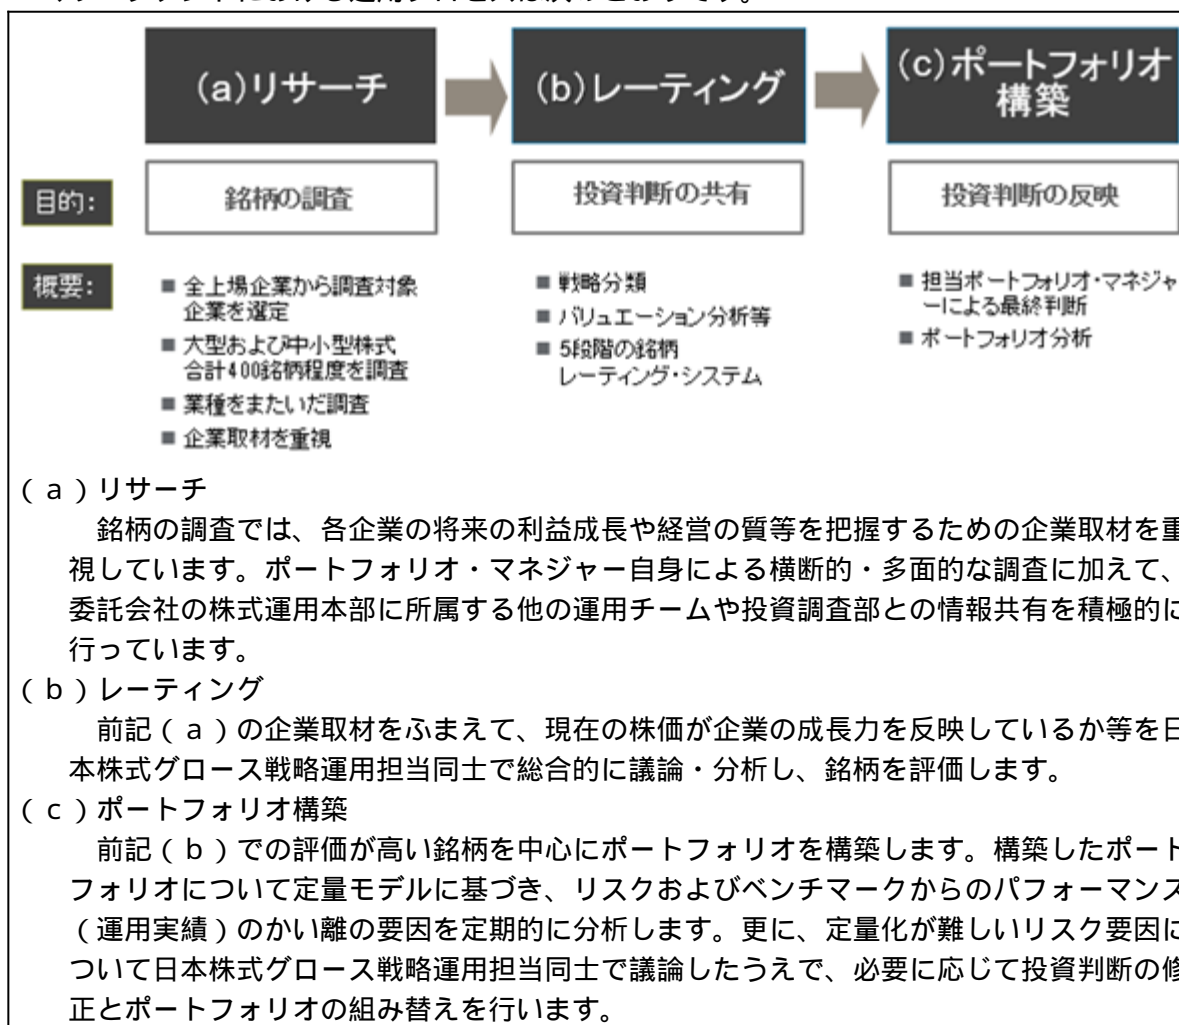 (a)リサーチ
(b)レーティング
(c)ポートフォリオ
構築
目的:
銘柄の調査
投資判断の共有
投資判断の反映
概要:
■ 全上場企業から調査対象
企業を選定
■ 大型および中小型株式
合計400銘柄程度を調査
■ 業種をまたいだ調査
■ 企業取材を重視
■ 戦略分類
■ バリュエーション分析等
■ 5段階の銘柄
レーティング・システム
■ 担当ポートフォリオ・マネジャ
ーによる最終判断
■ ポートフォリオ分析
(a)リサーチ
銘柄の調査では、各企業の将来の利益成長や経営の質等を把握するための企業取材を重
視しています。ポートフォリオ・マネジャー自身による横断的・多面的な調査に加えて、
委託会社の株式運用本部に所属する他の運用チームや投資調査部との情報共有を積極的に
行っています。
(b)レーティング
前記(a)の企業取材をふまえて、現在の株価が企業の成長力を反映しているか等を日
本株式グロース戦略運用担当同士で総合的に議論・分析し、銘柄を評価します。
(c)ポートフォリオ構築
前記(b)での評価が高い銘柄を中心にポートフォリオを構築します。構築したポート
フォリオについて定量モデルに基づき、リスクおよびベンチマークからのパフォーマンス
(運用実績)のかい離の要因を定期的に分析します。更に、定量化が難しいリスク要因に
ついて日本株式グロース戦略運用担当同士で議論したうえで、必要に応じて投資判断の修
正とポートフォリオの組み替えを行います。